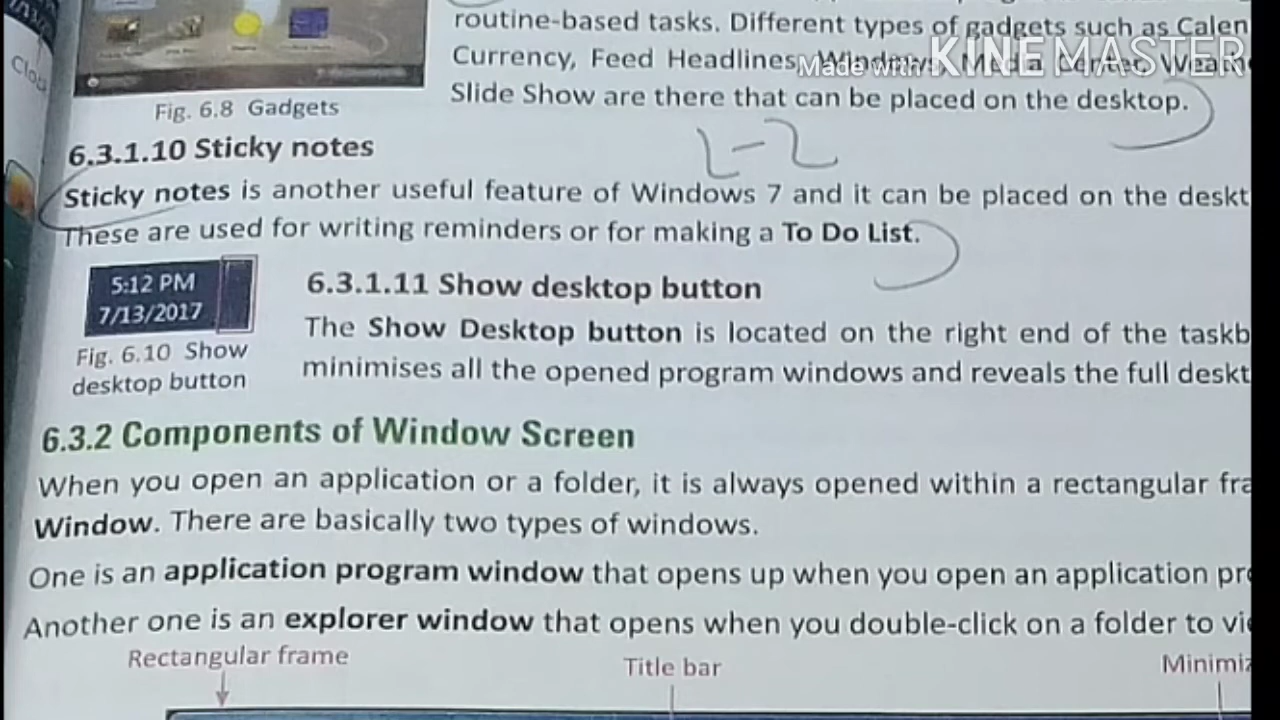 routine-based tasks. Different types of gadgets such as Calen
Currency, Feed Headlines, Windows, Media Center, Weathe
Made with KINEMASTER
Slide Show are there that can be placed on the desktop.
Fig. 6.8 Gadgets
L-2
6.3.1.10 Sticky notes
Sticky notes is another useful feature of Windows 7 and it can be placed on the deskt
These are used for writing reminders or for making a To Do List.
5:12 PM
7/13/2017
Fig. 6.10 Show
desktop button
6.3.1.11 Show desktop button
The Show Desktop button is located on the right end of the taskb
minimises all the opened program windows and reveals the full deskt
6.3.2 Components of Window Screen
When you open an application or a folder, it is always opened within a rectangular fra
Window. There are basically two types of windows.
One is an application program window that opens up when you open an application pro
Another one is an explorer window that opens when you double-click on a folder to vie
Rectangular frame
Title bar
Minimiz